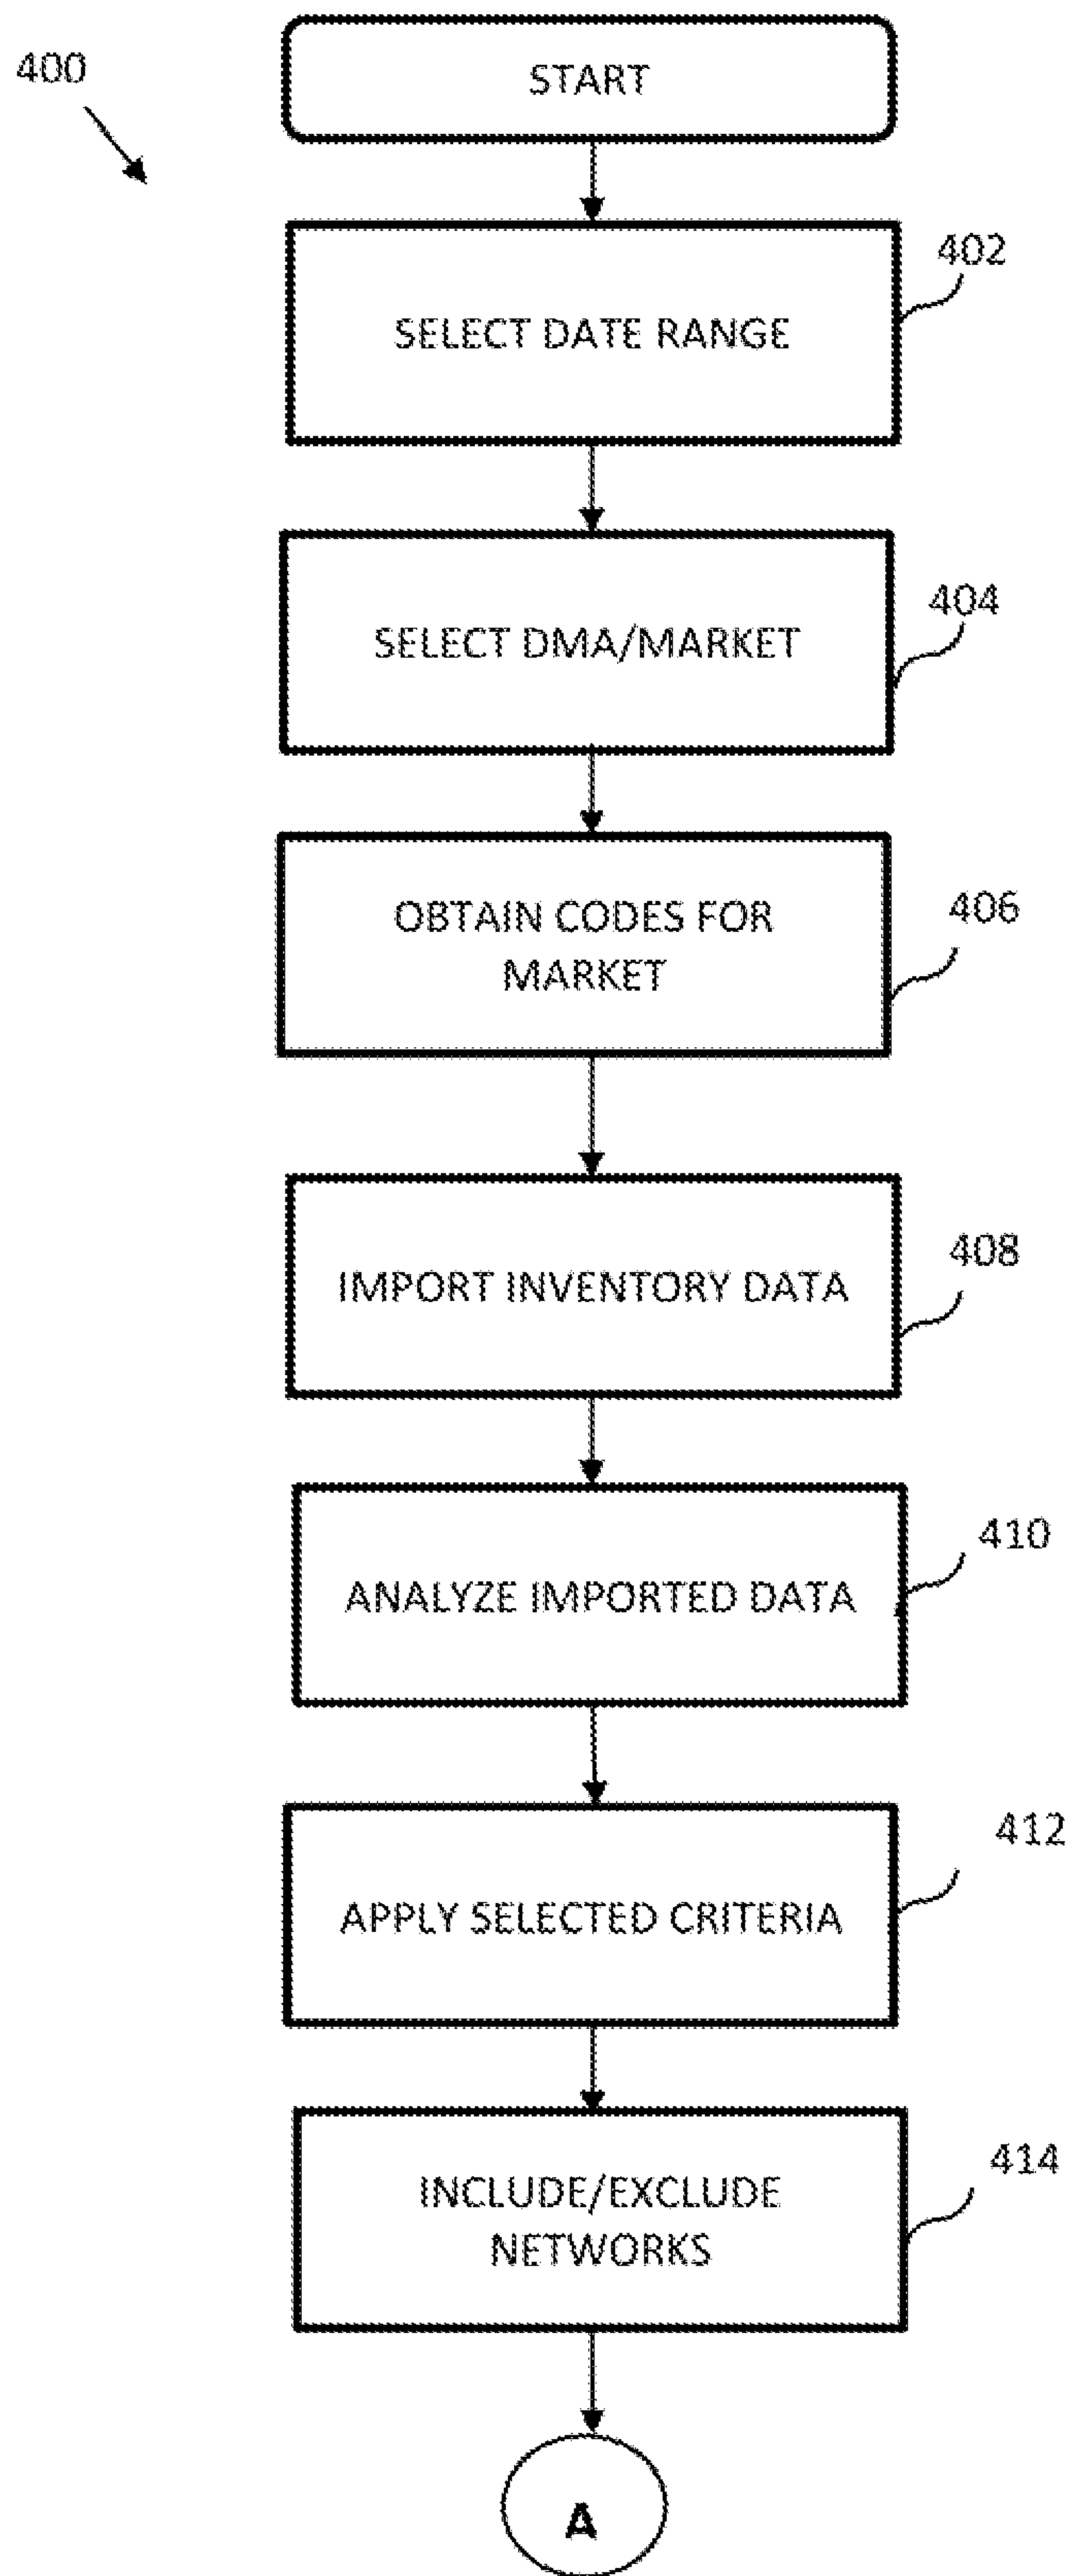 400
START
402
SELECT DATE RANGE
404
SELECT DMA/MARKET
406
OBTAIN CODES FOR
MARKET
408
IMPORT INVENTORY DATA
410
ANALYZE IMPORTED DATA
412
APPLY SELECTED CRITERIA
414
INCLUDE/EXCLUDE
NETWORKS
A